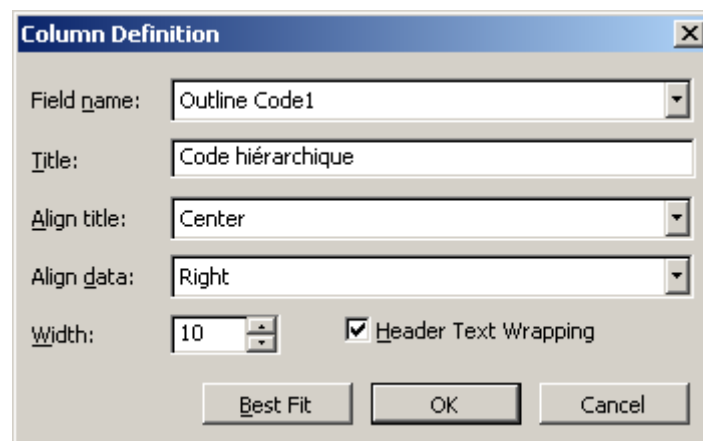 Column Definition
Field name: Outline Code1
Title: Code hiérarchique
Align title: Center
Align data: Right
Width: 10 Header Text Wrapping
Best Fit OK Cancel